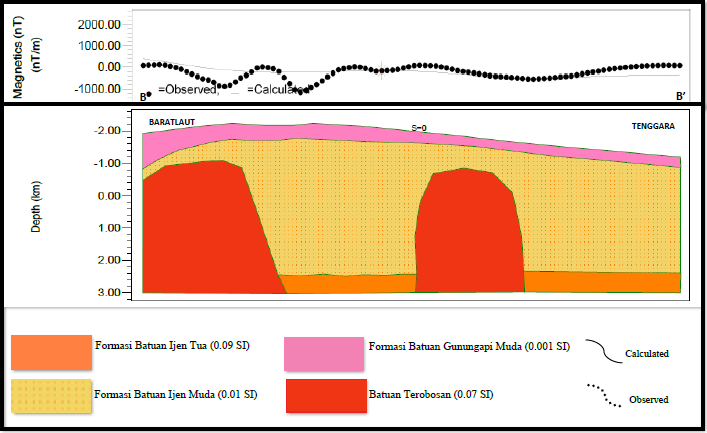 Magnetics (nT)
(nT/m)
2000.00
1000.00
0.00
-1000.00
B =Observed, =Calculated
B'
BARATLAUT
S=0
TENGGARA
Depth (km)
-2.00
-1.00
0.00
1.00
2.00
3.00
Formasi Batuan Ijen Tua (0.09 SI)
Formasi Batuan Gunungapi Muda (0.001 SI)
Calculated
Formasi Batuan Ijen Muda (0.01 SI)
Batuan Terobosan (0.07 SI)
Observed